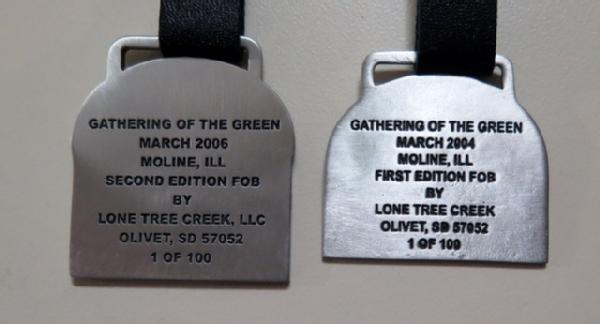 GATHERING OF THE GREEN
MARCH 2006
MOLINE, ILL
SECOND EDITION FOB
BY
LONE TREE CREEK, LLC
OLIVET, SD 57052
1 OF 100
GATHERING OF THE GREEN
MARCH 2004
MOLINE, ILL
FIRST EDITION FOB
BY
LONE TREE CREEK
OLIVET, SD 57052
1 OF 100